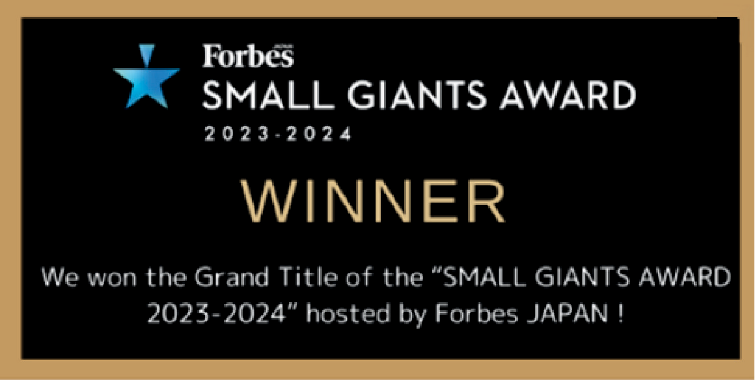 Forbes
JAPAN
SMALL GIANTS AWARD
2023-2024
WINNER
We won the Grand Title of the “SMALL GIANTS AWARD
2023-2024” hosted by Forbes JAPAN !